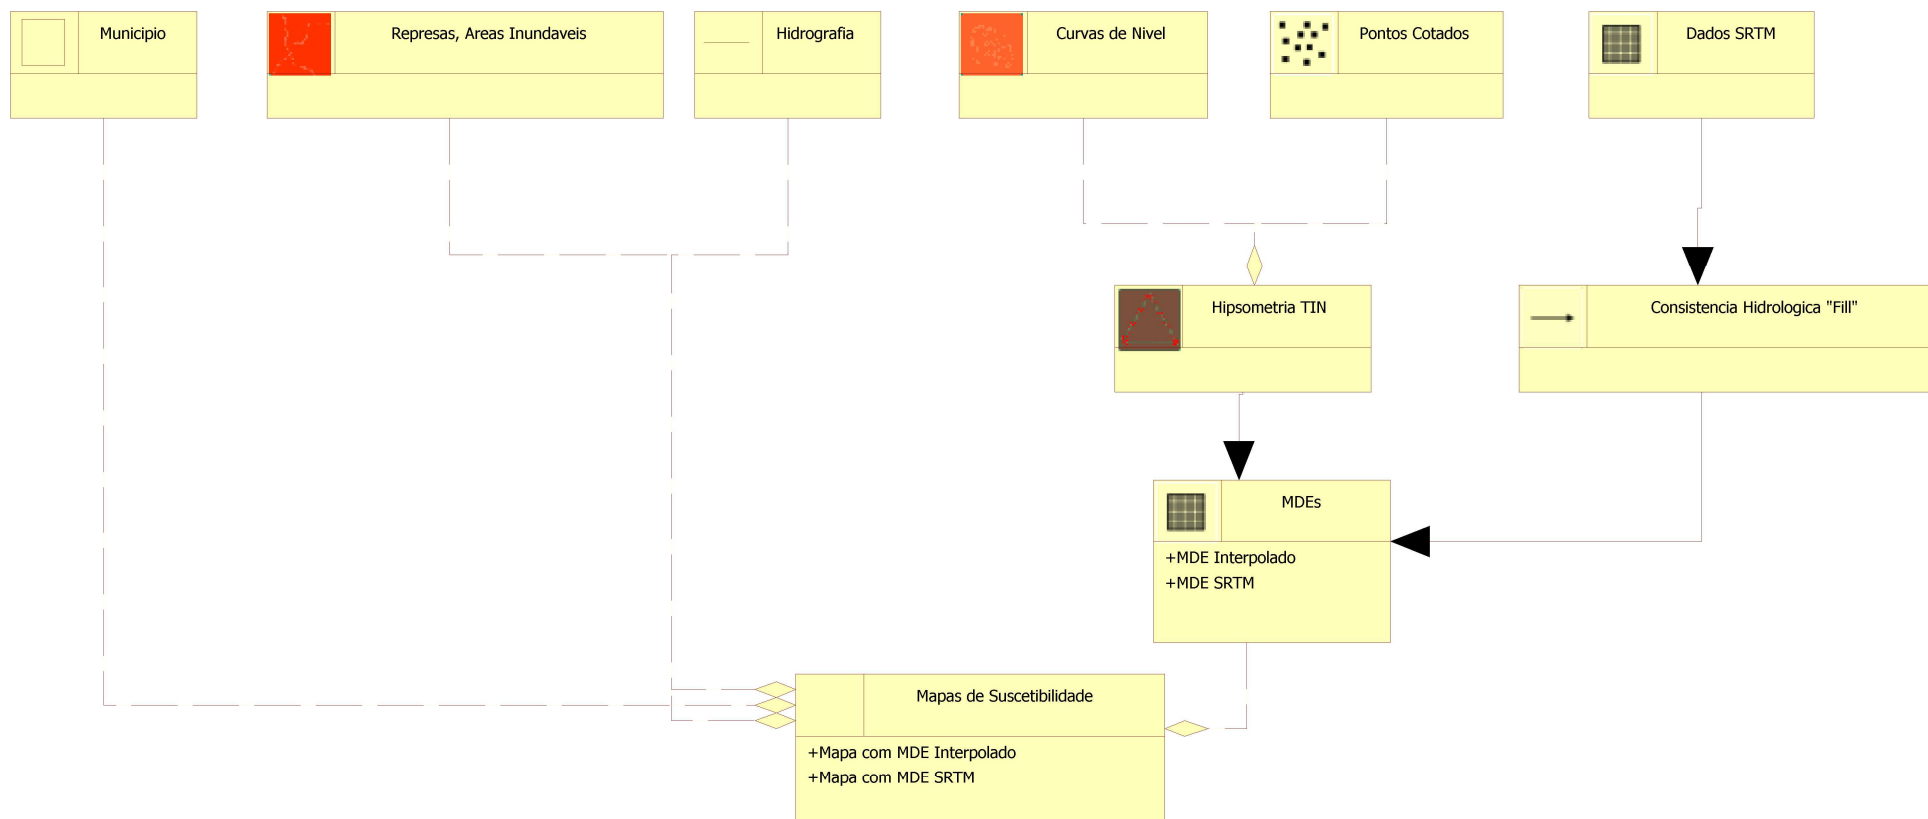 Municipio
Represas, Areas Inundaveis
Hidrografia
Curvas de Nivel
Pontos Cotados
Dados SRTM
Hipsometria TIN
Consistencia Hidrologica "Fill"
MDEs
+MDE Interpolado
+MDE SRTM
Mapas de Suscetibilidade
+Mapa com MDE Interpolado
+Mapa com MDE SRTM